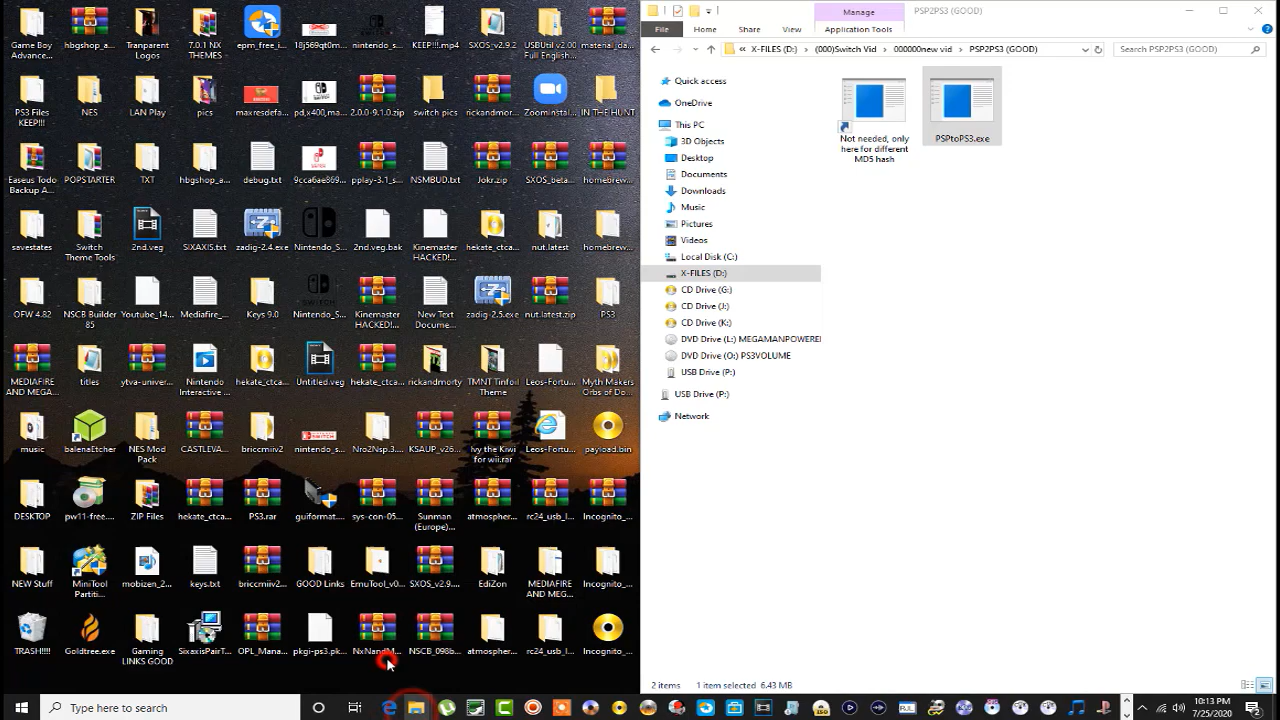 Game Boy Advance...
hbgshop_a...
Tranparent Logos
7.0.1 NX THEMES
epm_free_i...
18j569qt0m...
nintendo_s...
KEEP!!!.mp4
SXOS_v2.9.2
USBUtil v2.00 Full English...
material_da...
PS3 Files KEEP!!!
NES
LAN Play
pics
maxresdefa...
pd,x400,ma...
2.0.0-9.1.0.zip
switch pics
rickandmor...
Zoominstal...
IN THE HUNT
Easeus Todo Backup A...
POPSTARTER
TXT
hbgshop_a...
debug.txt
9cca6ae869...
pplay-3.1_s...
NSMBUD.txt
Jokr.zip
SXOS_beta...
homebrew...
savestates
Switch Theme Tools
2nd.veg
SIXAXIS.txt
zadig-2.4.exe
Nintendo_S...
2nd.veg.bak
Kinemaster HACKED!...
hekate_ctca...
nut.latest
homebrew...
OFW 4.82
NSCB Builder 85
Youtube_14...
Mediafire_...
Keys 9.0
Nintendo_S...
Kinemaster HACKED!...
New Text Docume...
zadig-2.5.exe
nut.latest.zip
PS3
MEDIAFIRE AND MEGA...
titles
ytva-univer...
Nintendo Interactive ...
hekate_ctca...
Untitled.veg
hekate_ctca...
rickandmorty
TMNT Tinfoil Theme
Leos-Fortu...
Myth Makers Orbs of Do...
music
balenaEtcher
NES Mod Pack
CASTLEVA...
briccmiiv2
nintendo_s...
Nro2Nsp.3....
KSAUP_v26...
Ivy the Kiwi for wii.rar
Leos-Fortu...
payload.bin
DESKTOP
pw11-free....
ZIP Files
hekate_ctca...
PS3.rar
guiformat....
sys-con-05...
Sunman (Europe)...
atmospher...
rc24_usb_l...
Incognito_...
NEW Stuff
MiniTool Partiti...
mobizen_2...
keys.txt
briccmiiv2...
GOOD Links
EmuTool_v0...
SXOS_v2.9....
EdiZon
MEDIAFIRE AND MEG...
Incognito_...
TRASH!!!!
Goldtree.exe
Gaming LINKS GOOD
SixaxisPairT...
OPL_Mana...
pkgi-ps3.pk...
NxNandM...
NSCB_098b...
atmospher...
rc24_usb_l...
Incognito_...
Manage
PSP2PS3 (GOOD)
File
Home
Share
View
Application Tools
« X-FILES (D:) › (000)Switch Vid › 000000new vid › PSP2PS3 (GOOD)
Search PSP2PS3 (GOOD)
Quick access
OneDrive
This PC
3D Objects
Desktop
Documents
Downloads
Music
Pictures
Videos
Local Disk (C:)
X-FILES (D:)
CD Drive (G:)
CD Drive (J:)
CD Drive (K:)
DVD Drive (L:) MEGAMANPOWERE
DVD Drive (O:) PS3VOLUME
USB Drive (P:)
USB Drive (P:)
Network
Not needed, only
here for different
MD5 hash
PSPtoPS3.exe
2 items
1 item selected 6.43 MB
Type here to search
10:13 PM
7/25/2020